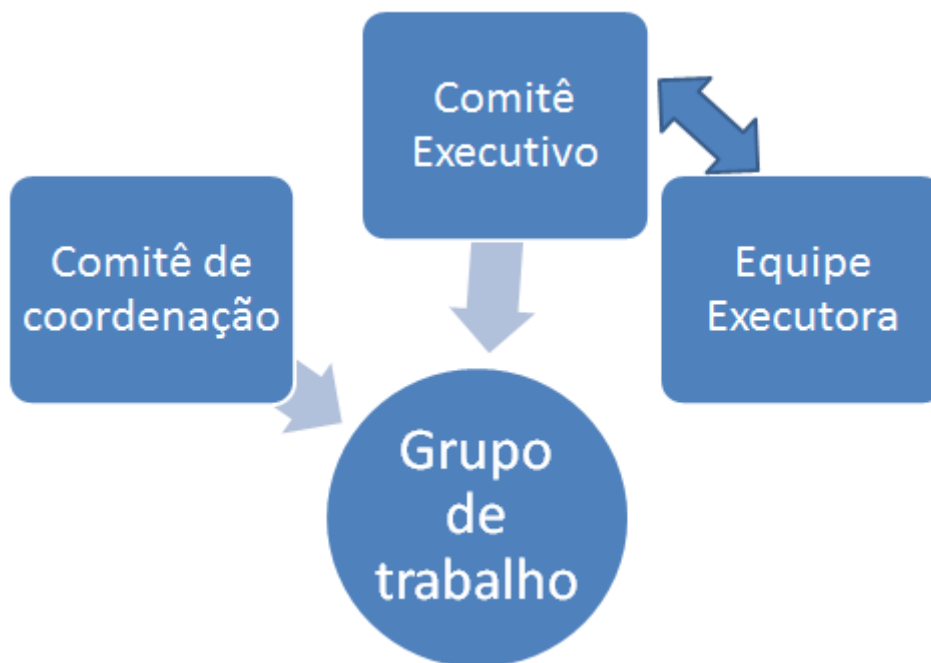 Comitê
Executivo
Comitê de
coordenação
Equipe
Executora
Grupo
de
trabalho